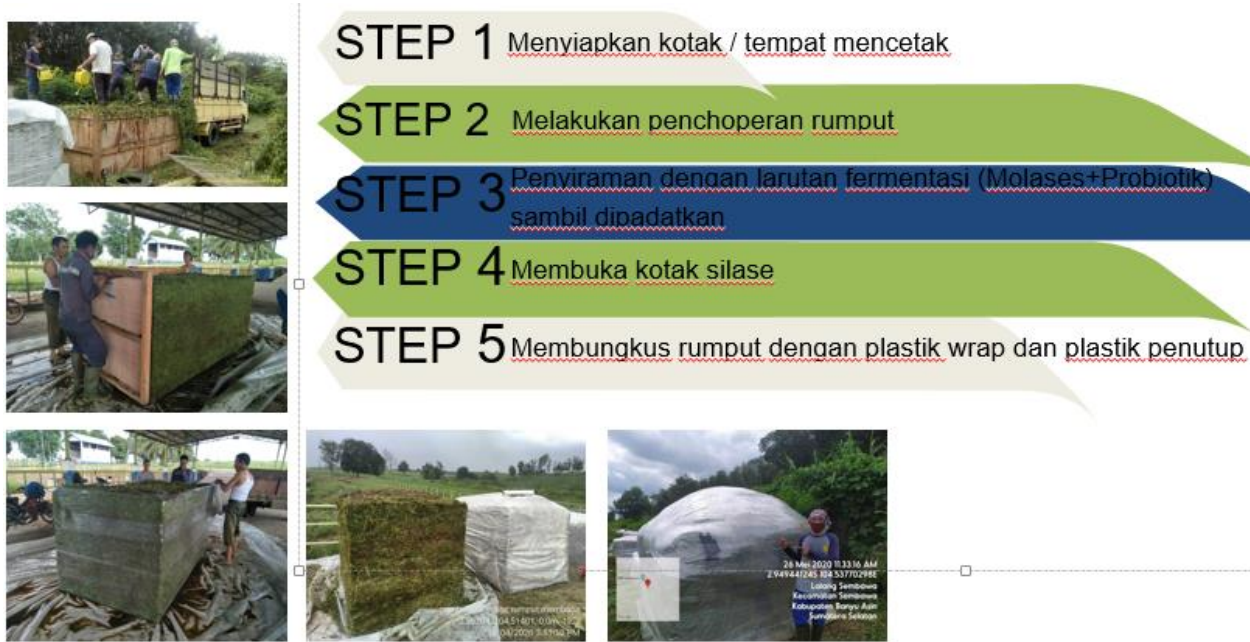 STEP 1 Menyiapkan kotak / tempat mencetak
STEP 2 Melakukan penchoperan rumput
STEP 3 Penyiraman dengan larutan fermentasi (Molases+Probiotik)
sambil dipadatkan
STEP 4 Membuka kotak silase
STEP 5 Membungkus rumput dengan plastik wrap dan plastik penutup
26 Mei 2020 11.33.16 AM
Lalang Sembawa
Kecamatan Sembawa
Kabupaten Banyu Asin
Sumatera Selatan